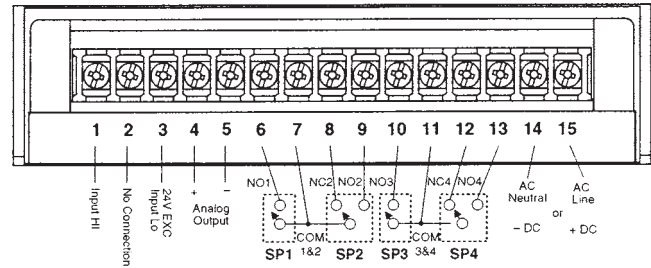 1 2 3 4 5 6 7 8 9 10 11 12 13 14 15
Input HI
No Connection
24V EXC
Input Lo
+ −
Analog
Output
NO1
NC2 NO2 NO3
NC4 NO4
COM
1&2
COM
3&4
SP1 SP2 SP3 SP4
AC
Neutral
or
− DC
AC
Line
+ DC